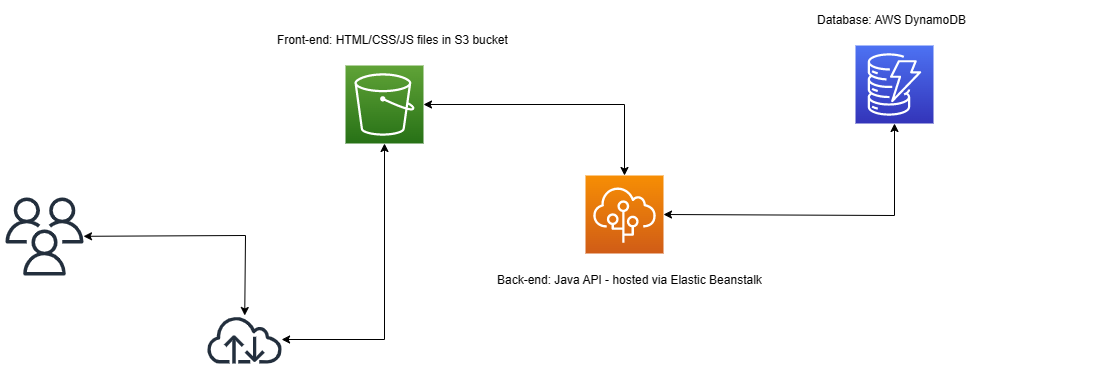 Database: AWS DynamoDB
Front-end: HTML/CSS/JS files in S3 bucket
Back-end: Java API - hosted via Elastic Beanstalk